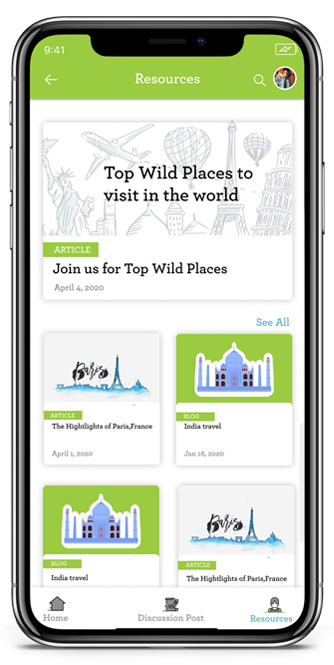 9:41
Resources
Top Wild Places to
visit in the world
ARTICLE
Join us for Top Wild Places
April 4, 2020
See All
Paris
ARTICLE
The Hightlights of Paris,France
April 1, 2020
BLOG
India travel
Jan 16, 2020
BLOG
India travel
Paris
ARTICLE
The Hightlights of Paris,France
Home
Discussion Post
Resources